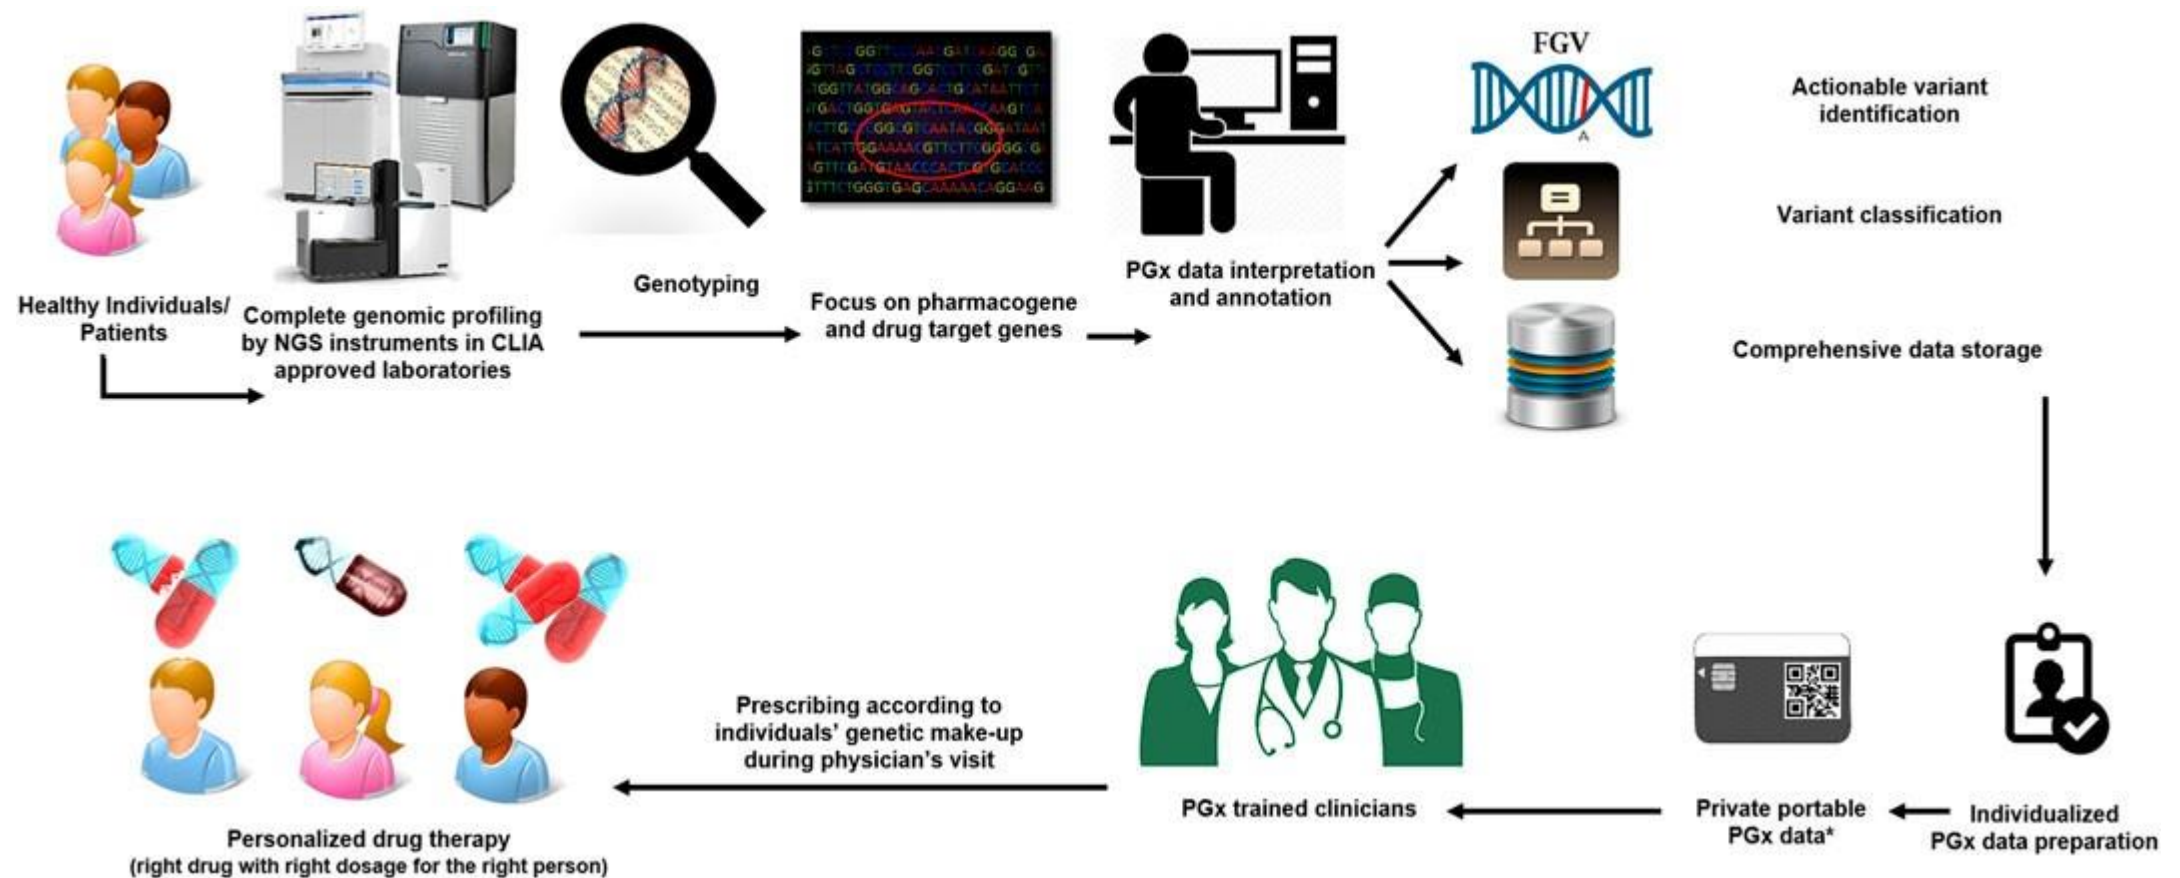 FGV
A
Actionable variant
identification
Variant classification
Comprehensive data storage
Healthy Individuals/
Patients
Complete genomic profiling
by NGS instruments in CLIA
approved laboratories
Genotyping
Focus on pharmacogene
and drug target genes
PGx data interpretation
and annotation
Prescribing according to
individuals' genetic make-up
during physician's visit
Personalized drug therapy
(right drug with right dosage for the right person)
PGx trained clinicians
Private portable
PGx data*
Individualized
PGx data preparation